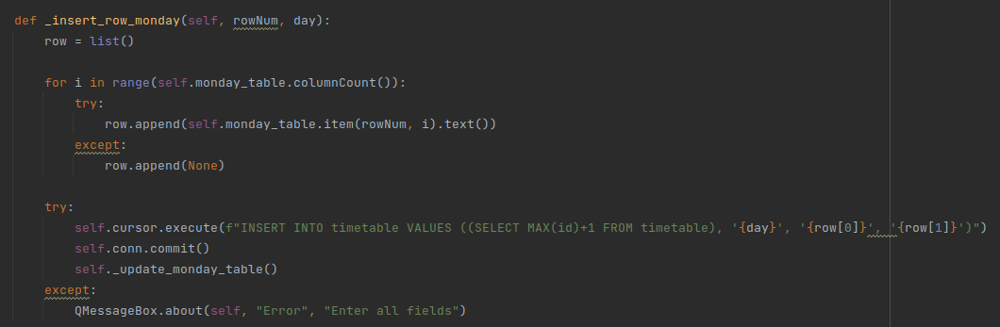 def _insert_row_monday(self, rowNum, day):
    row = list()

    for i in range(self.monday_table.columnCount()):
        try:
            row.append(self.monday_table.item(rowNum, i).text())
        except:
            row.append(None)

    try:
        self.cursor.execute(f"INSERT INTO timetable VALUES ((SELECT MAX(id)+1 FROM timetable), '{day}', '{row[0]}', '{row[1]}')")
        self.conn.commit()
        self._update_monday_table()
    except:
        QMessageBox.about(self, "Error", "Enter all fields")